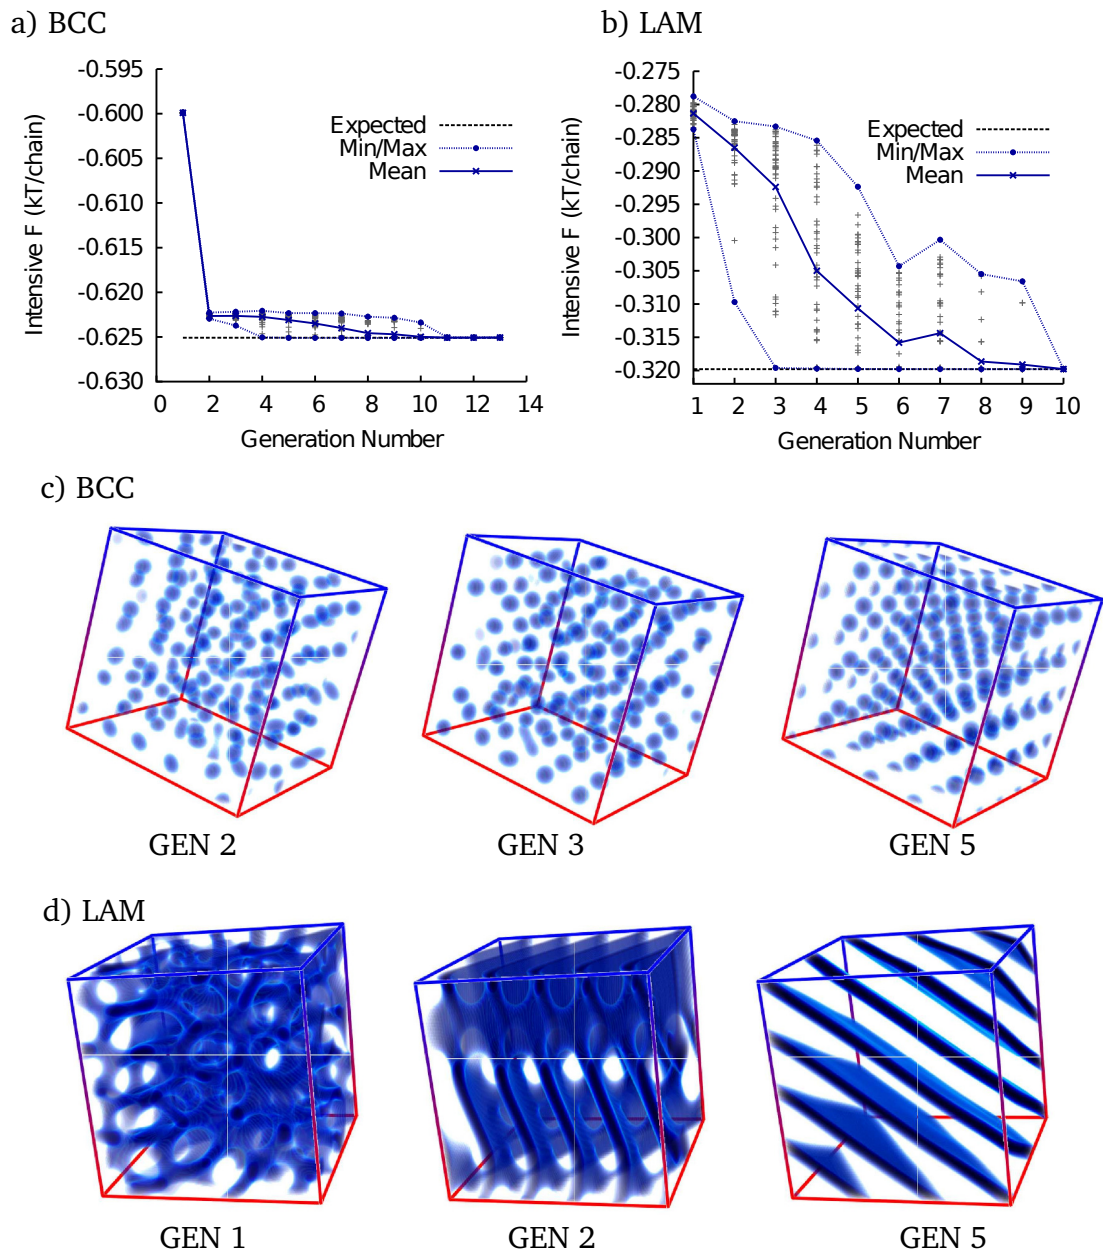 a) BCC
b) LAM
Intensive F (kT/chain)
-0.595
-0.600
-0.605
-0.610
-0.615
-0.620
-0.625
-0.630
0 2 4 6 8 10 12 14
Generation Number
Expected
Min/Max
Mean
Intensive F (kT/chain)
-0.275
-0.280
-0.285
-0.290
-0.295
-0.300
-0.305
-0.310
-0.315
-0.320
1 2 3 4 5 6 7 8 9 10
Generation Number
Expected
Min/Max
Mean
c) BCC
GEN 2
GEN 3
GEN 5
d) LAM
GEN 1
GEN 2
GEN 5